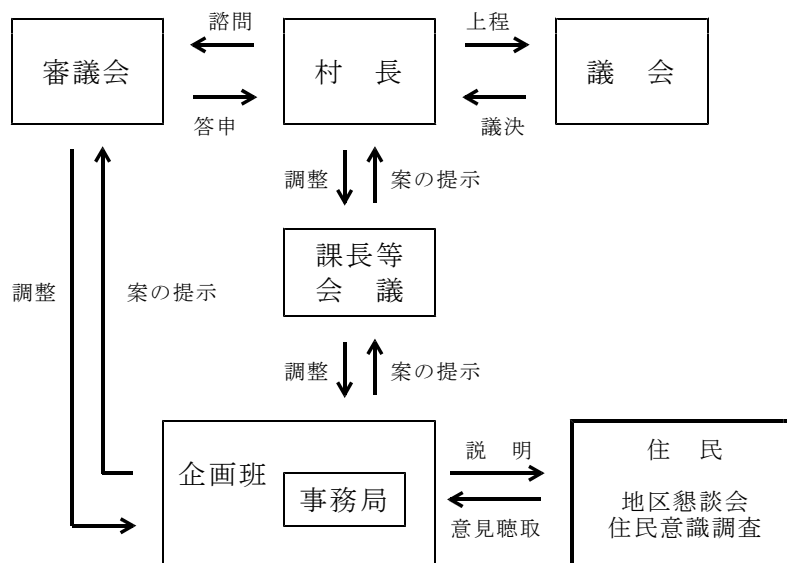 諮問
上程
審議会
村　長
議　会
答申
議決
調整
案の提示
課長等
会　議
調整
案の提示
調整
案の提示
企画班
事務局
説　明
意見聴取
住　民
地区懇談会
住民意識調査